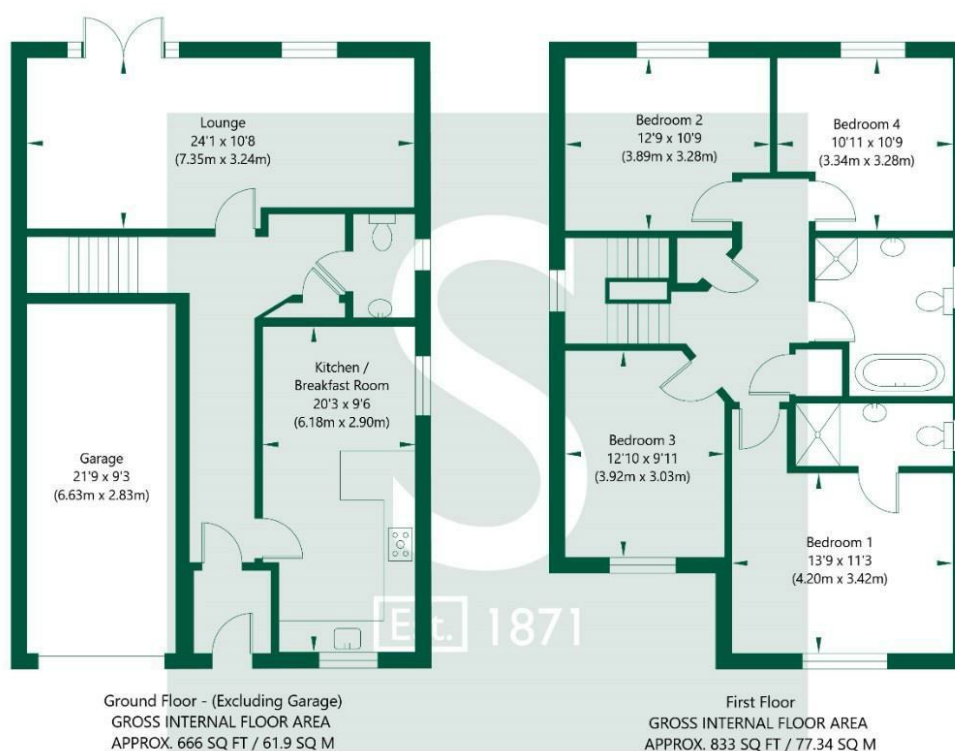 Lounge
24'1 x 10'8
(7.35m x 3.24m)
Kitchen /
Breakfast Room
20'3 x 9'6
(6.18m x 2.90m)
Garage
21'9 x 9'3
(6.63m x 2.83m)
Bedroom 2
12'9 x 10'9
(3.89m x 3.28m)
Bedroom 4
10'11 x 10'9
(3.34m x 3.28m)
Bedroom 3
12'10 x 9'11
(3.92m x 3.03m)
Bedroom 1
13'9 x 11'3
(4.20m x 3.42m)
S
Est. 1871
Ground Floor - (Excluding Garage)
GROSS INTERNAL FLOOR AREA
APPROX. 666 SQ FT / 61.9 SQ M
First Floor
GROSS INTERNAL FLOOR AREA
APPROX. 833 SQ FT / 77.34 SQ M